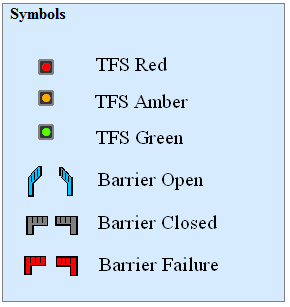 Symbols
TFS Red
TFS Amber
TFS Green
Barrier Open
Barrier Closed
Barrier Failure